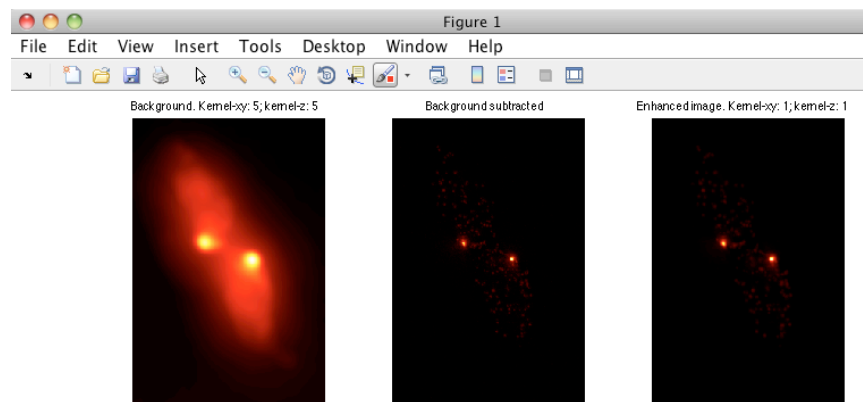 Figure 1
File Edit View Insert Tools Desktop Window Help
Background. Kernel-xy: 5; kernel-z: 5
Background subtracted
Enhanced image. Kernel-xy: 1; kernel-z: 1